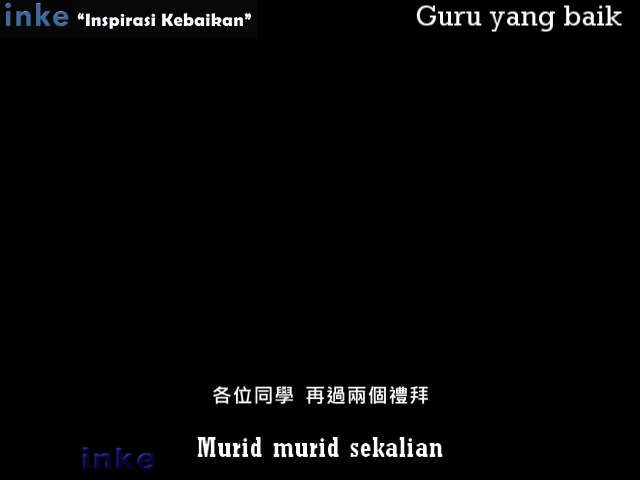 inke “Inspirasi Kebaikan”
Guru yang baik
各位同學 再過兩個禮拜
Murid murid sekalian
inke